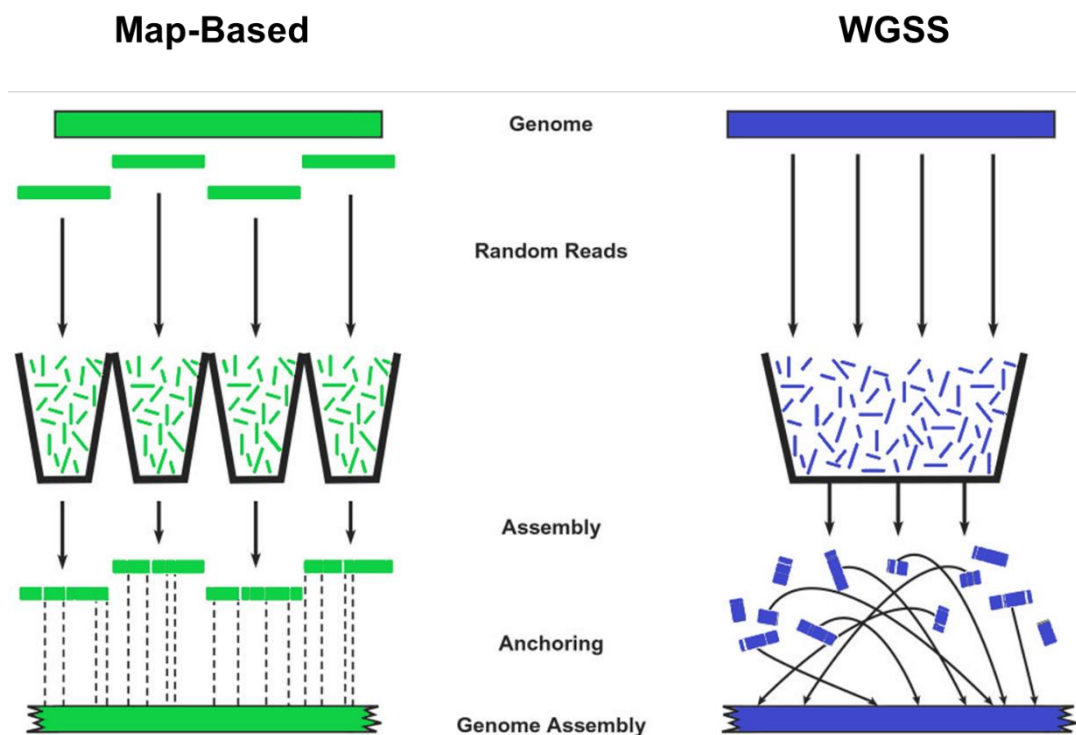 Map-Based
WGSS
Genome
Random Reads
Assembly
Anchoring
Genome Assembly